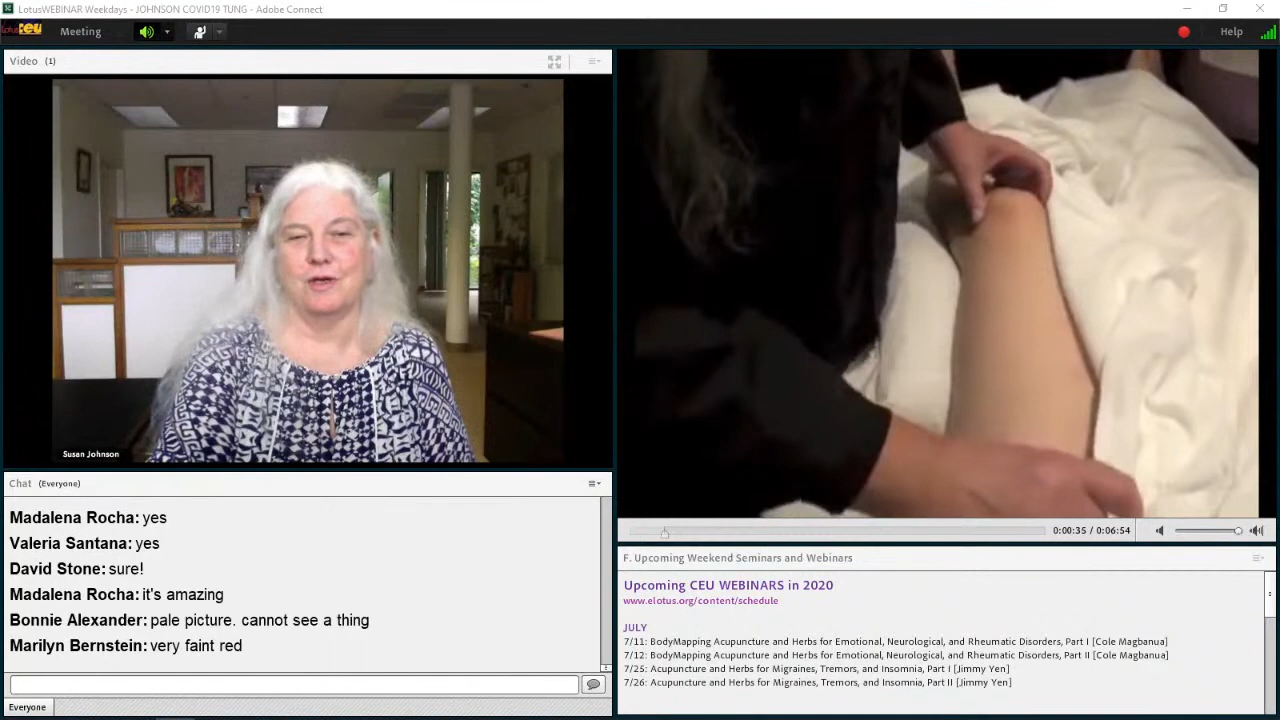 LotusWEBINAR Weekdays - JOHNSON COVID19 TUNG - Adobe Connect
Lotus CEU
Meeting
Help
Video (1)
Susan Johnson
Chat (Everyone)
Madalena Rocha: yes
Valeria Santana: yes
David Stone: sure!
Madalena Rocha: it's amazing
Bonnie Alexander: pale picture. cannot see a thing
Marilyn Bernstein: very faint red
Everyone
0:00:35 / 0:06:54
F. Upcoming Weekend Seminars and Webinars
Upcoming CEU WEBINARS in 2020
www.elotus.org/content/schedule
JULY
7/11: BodyMapping Acupuncture and Herbs for Emotional, Neurological, and Rheumatic Disorders, Part I [Cole Magbanua]
7/12: BodyMapping Acupuncture and Herbs for Emotional, Neurological, and Rheumatic Disorders, Part II [Cole Magbanua]
7/25: Acupuncture and Herbs for Migraines, Tremors, and Insomnia, Part I [Jimmy Yen]
7/26: Acupuncture and Herbs for Migraines, Tremors, and Insomnia, Part II [Jimmy Yen]